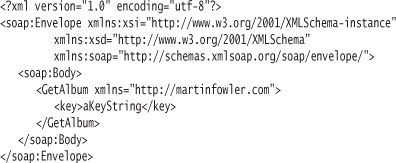 <?xml version="1.0" encoding="utf-8"?>
<soap:Envelope xmlns:xsi="http://www.w3.org/2001/XMLSchema-instance"
xmlns:xsd="http://www.w3.org/2001/XMLSchema"
xmlns:soap="http://schemas.xmlsoap.org/soap/envelope/">
<soap:Body>
<GetAlbum xmlns="http://martinfowler.com">
<key>aKeyString</key>
</GetAlbum>
</soap:Body>
</soap:Envelope>